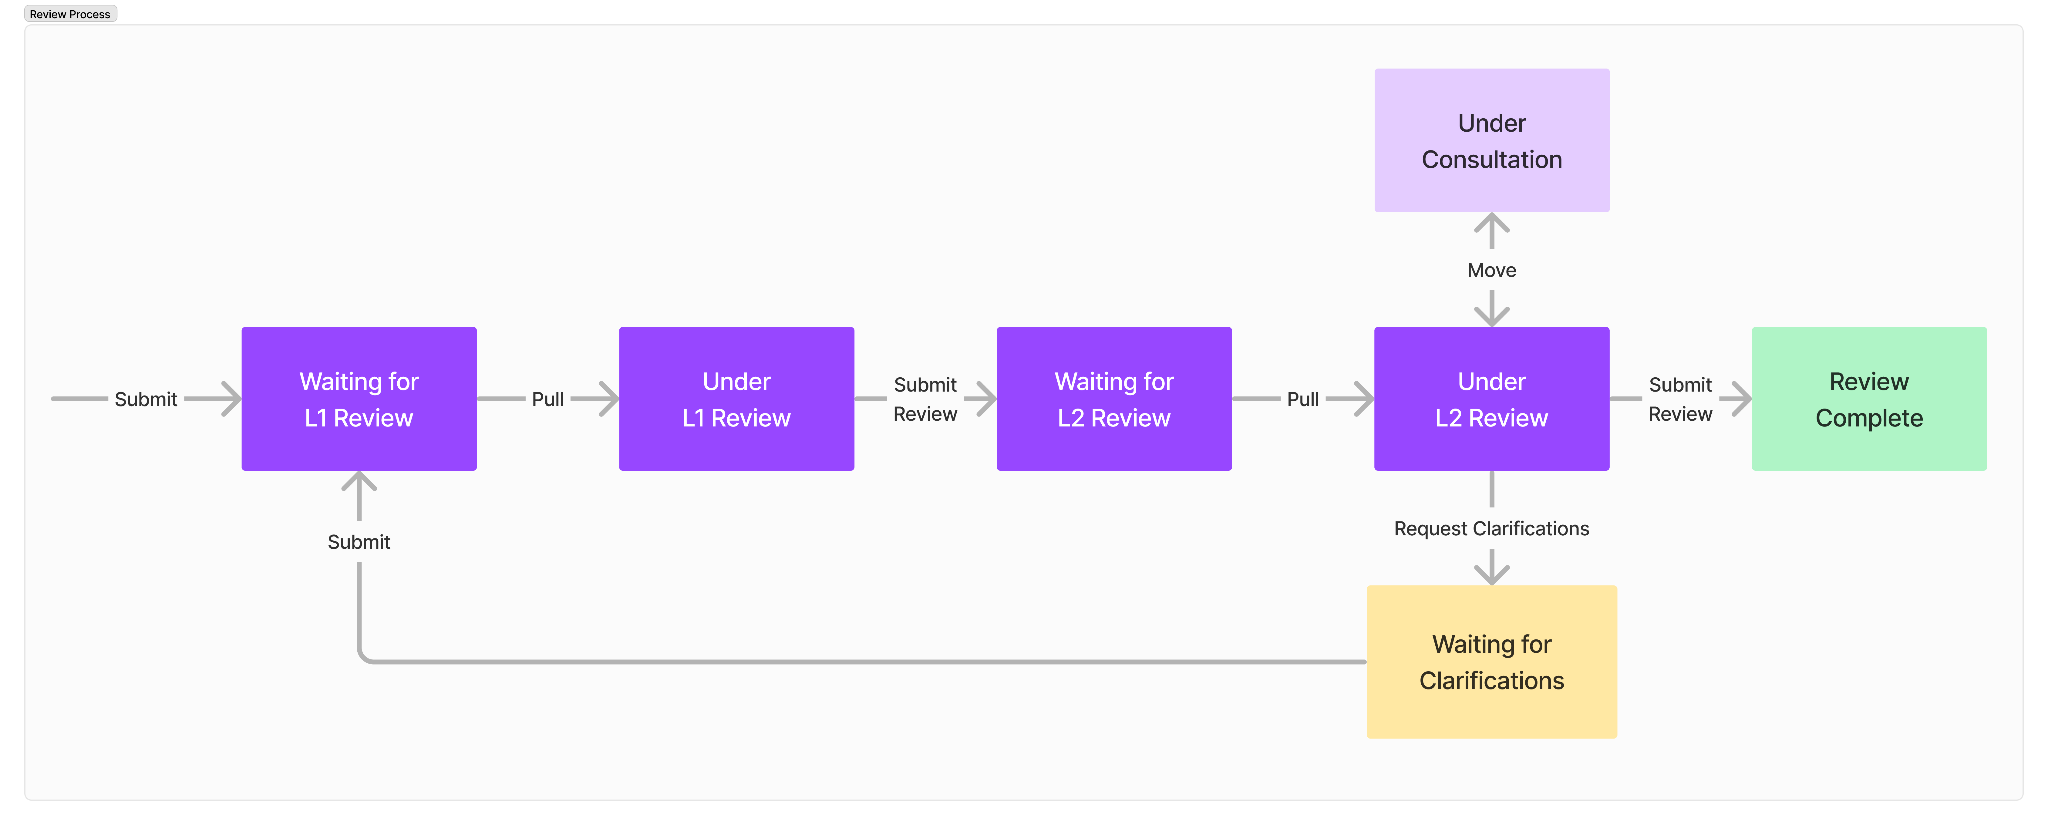 Review Process
Under
Consultation
Move
Submit
Waiting for
L1 Review
Pull
Under
L1 Review
Submit
Review
Waiting for
L2 Review
Pull
Under
L2 Review
Submit
Review
Review
Complete
Submit
Request Clarifications
Waiting for
Clarifications